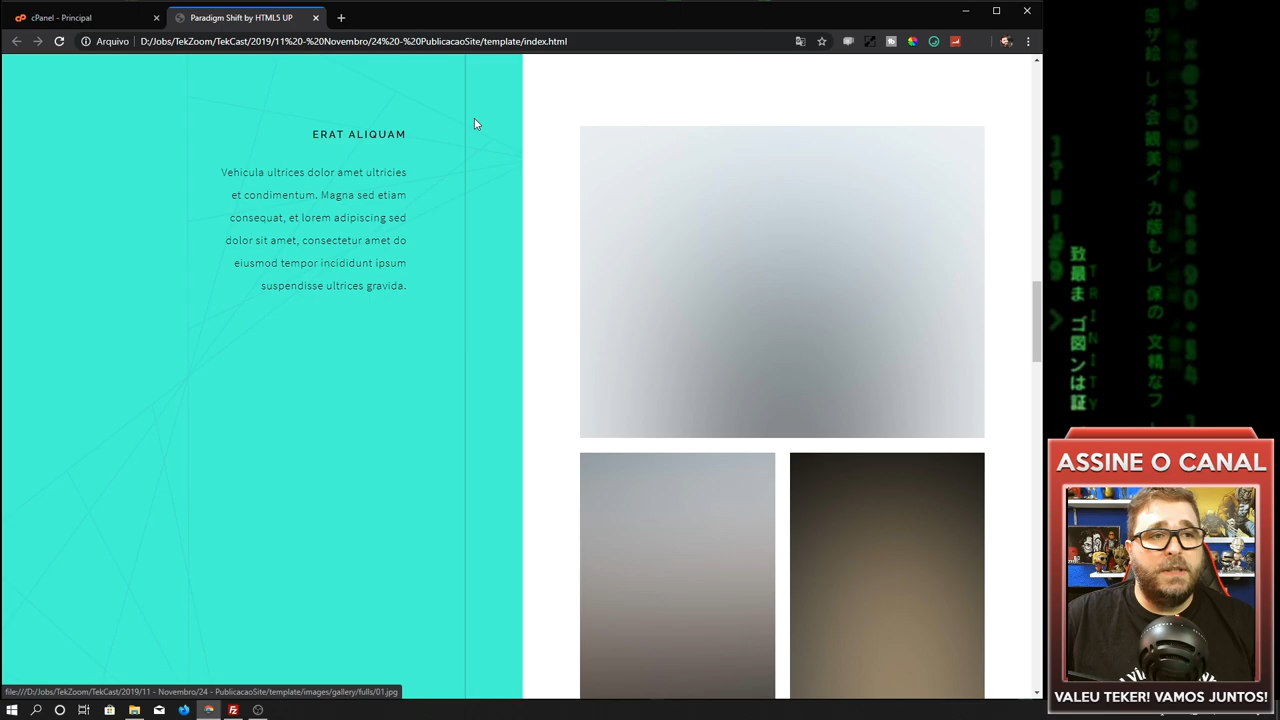 cPanel - Principal
Paradigm Shift by HTML5 UP
Arquivo
D:/Jobs/TekZoom/TekCast/2019/11%20-%20Novembro/24%20-%20PublicacaoSite/template/index.html
ERAT ALIQUAM
Vehicula ultrices dolor amet ultricies
et condimentum. Magna sed etiam
consequat, et lorem adipiscing sed
dolor sit amet, consectetur amet do
eiusmod tempor incididunt ipsum
suspendisse ultrices gravida.
file:///D:/Jobs/TekZoom/TekCast/2019/11 - Novembro/24 - PublicacaoSite/template/images/gallery/fulls/01.jpg
TRINITY
ASSINE O CANAL
VALEU TEKER! VAMOS JUNTOS!